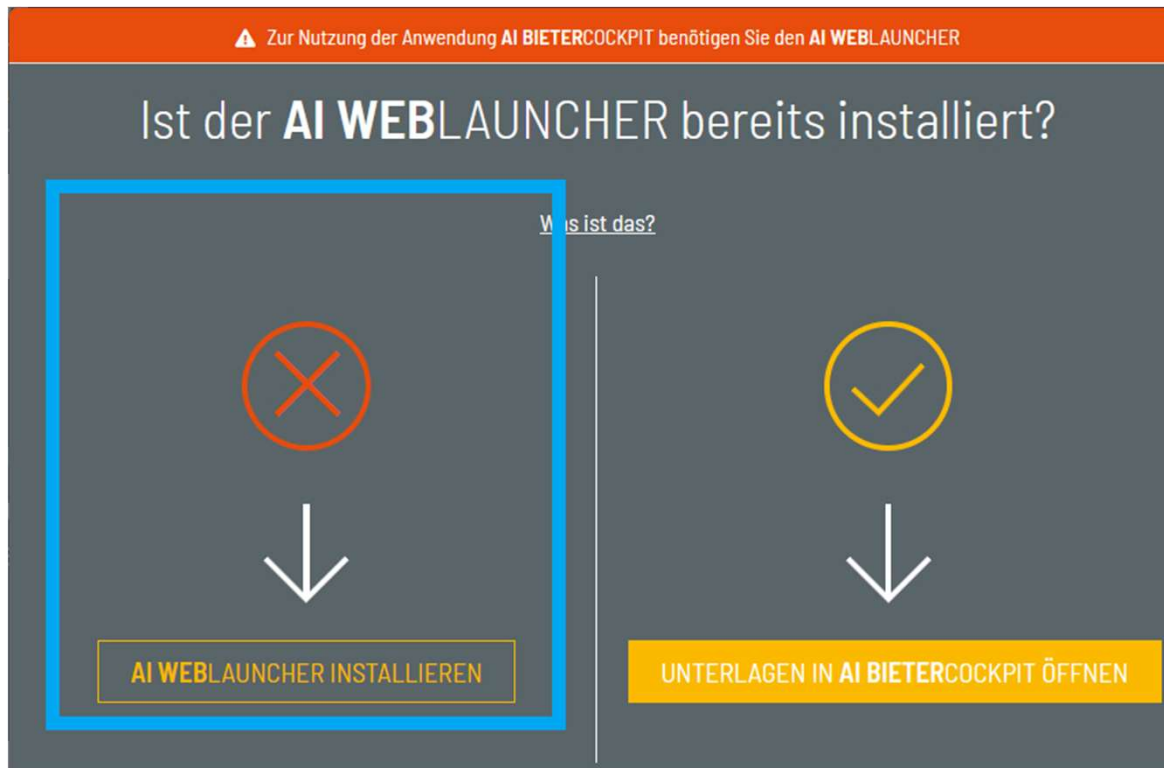 Zur Nutzung der Anwendung AI BIETERCOCKPIT benötigen Sie den AI WEBLAUNCHER
Ist der AI WEBLAUNCHER bereits installiert?
Was ist das?
AI WEBLAUNCHER INSTALLIEREN
UNTERLAGEN IN AI BIETERCOCKPIT ÖFFNEN